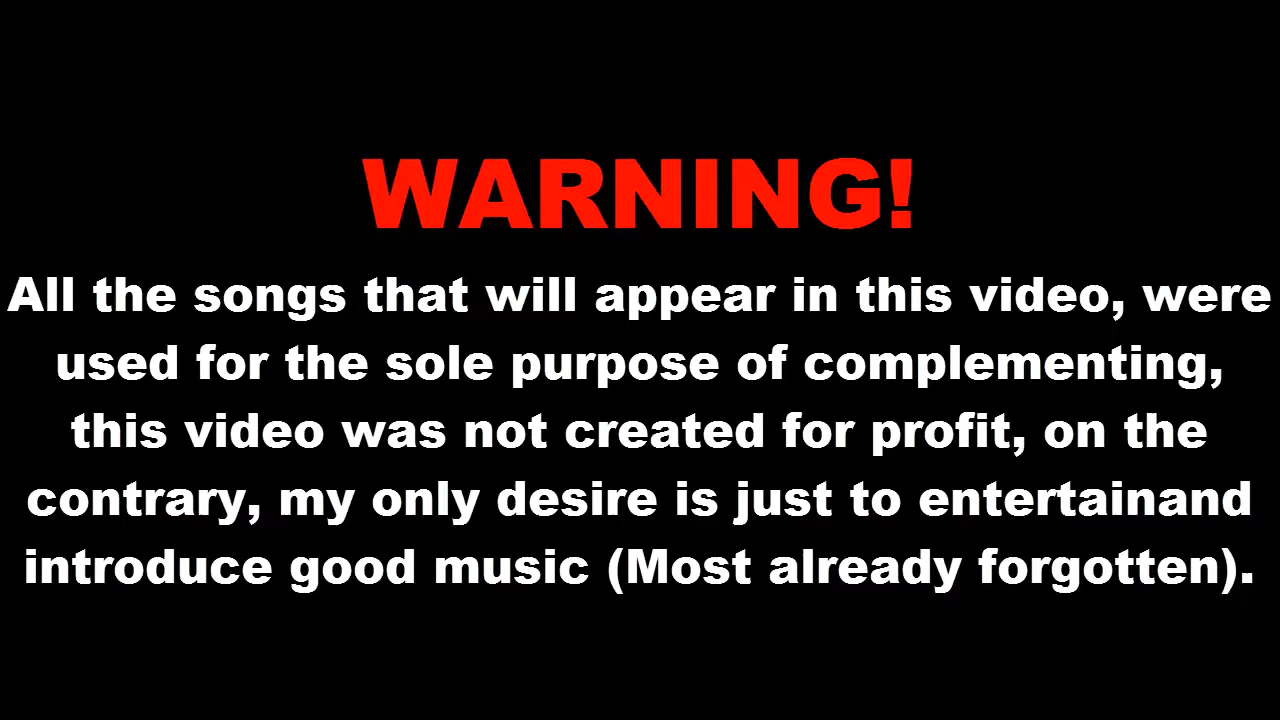 WARNING!
All the songs that will appear in this video, were
used for the sole purpose of complementing,
this video was not created for profit, on the
contrary, my only desire is just to entertainand
introduce good music (Most already forgotten).